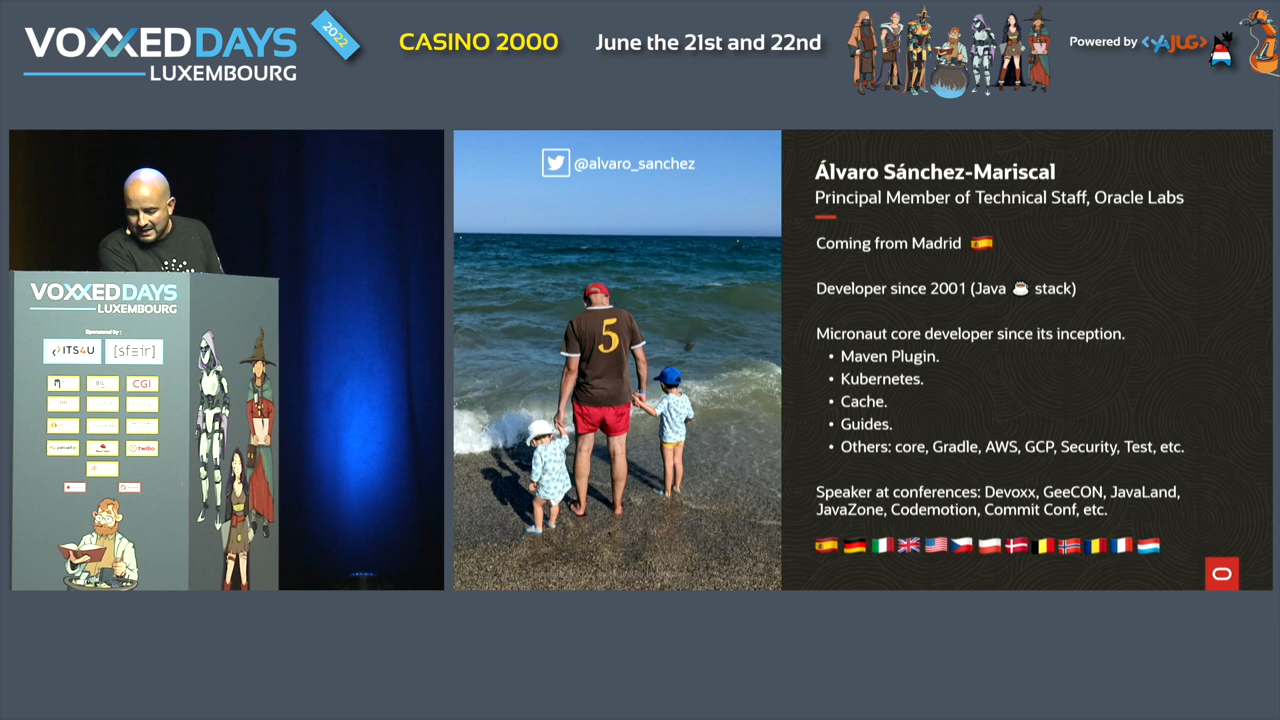 VOXXED DAYS
LUXEMBOURG
2022
CASINO 2000
June the 21st and 22nd
Powered by <YAJUG>
VOXXED DAYS
LUXEMBOURG
Sponsored by :
ITS4U
[sfeir]
CGI
twilio
@alvaro_sanchez
5
Álvaro Sánchez-Mariscal
Principal Member of Technical Staff, Oracle Labs
Coming from Madrid 🇪🇸
Developer since 2001 (Java ☕ stack)
Micronaut core developer since its inception.
• Maven Plugin.
• Kubernetes.
• Cache.
• Guides.
• Others: core, Gradle, AWS, GCP, Security, Test, etc.
Speaker at conferences: Devoxx, GeeCON, JavaLand,
JavaZone, Codemotion, Commit Conf, etc.